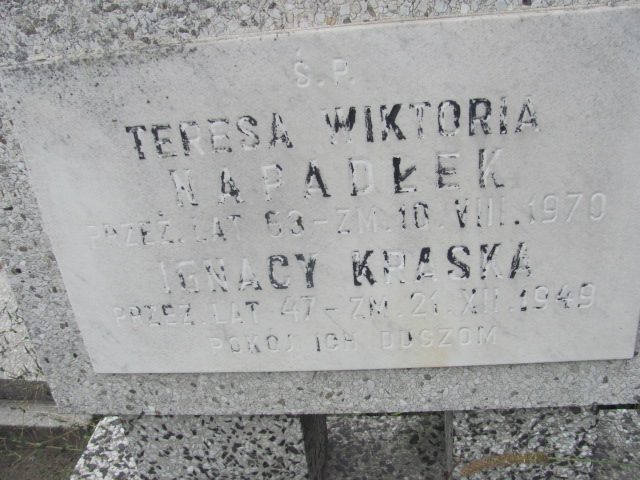 Ś.P.
TERESA WIKTORIA
NAPADŁEK
PRZEŻ. LAT 63 - ZM. 10. VIII. 1970
IGNACY KRASKA
PRZEŻ. LAT 47 - ZM. 21. XII. 1949
POKÓJ ICH DUSZOM